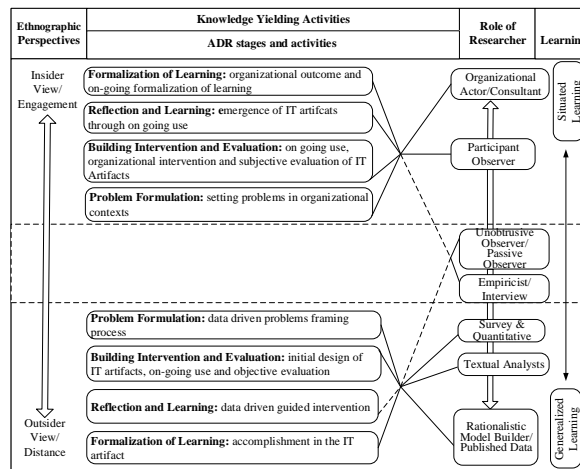 Ethnographic
Perspectives
Knowledge Yielding Activities
ADR stages and activities
Role of
Researcher
Learning
Insider
View/
Engagement
Formalization of Learning: organizational outcome and
on-going formalization of learning
Reflection and Learning: emergence of IT artifcats
through on going use
Building Intervention and Evaluation: on going use,
organizational intervention and subjective evaluation of IT
Artifacts
Problem Formulation: setting problems in organizational
contexts
Organizational
Actor/Consultant
Participant
Observer
Situated
Learning
Unobtrusive
Observer/
Passive
Observer
Empiricist/
Interview
Problem Formulation: data driven problems framing
process
Building Intervention and Evaluation: initial design of
IT artifacts, on-going use and objective evaluation
Reflection and Learning: data driven guided intervention
Formalization of Learning: accomplishment in the IT
artifact
Survey &
Quantitative
Textual Analysts
Rationalistic
Model Builder/
Published Data
Outsider
View/
Distance
Generealized
Learning